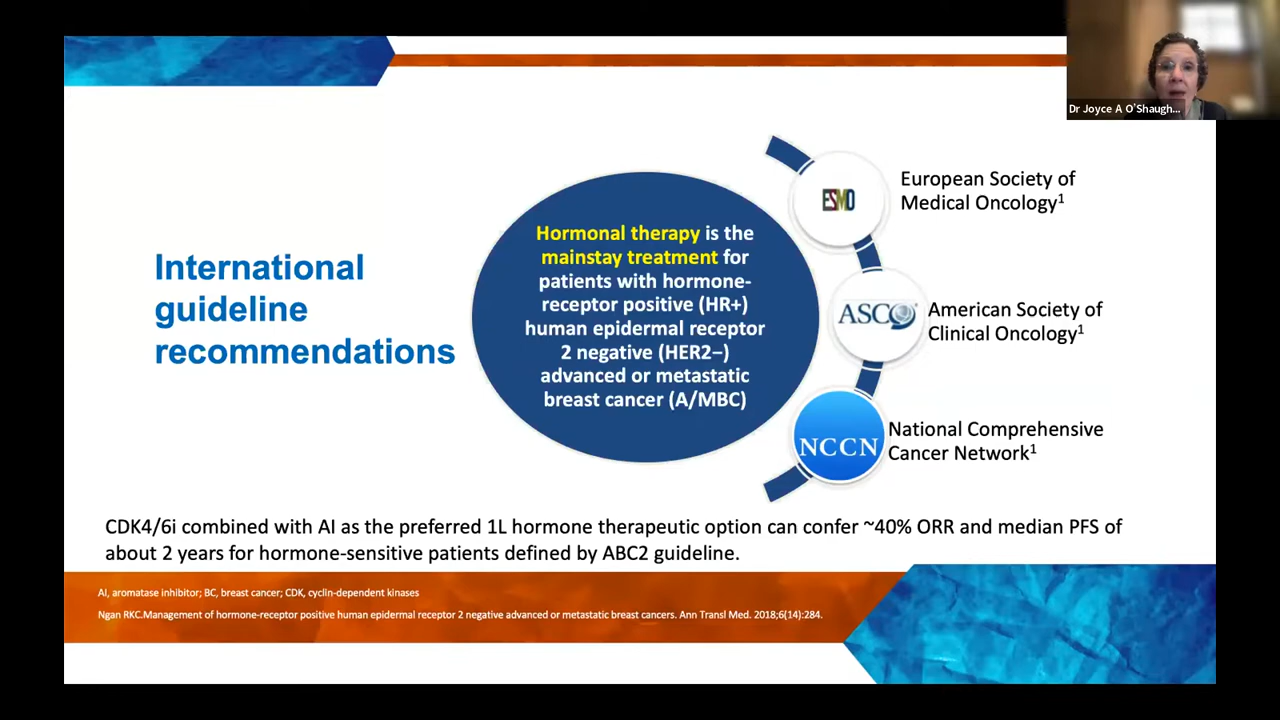 Dr Joyce A O'Shaugh...
International
guideline
recommendations
Hormonal therapy is the
mainstay treatment for
patients with hormone-
receptor positive (HR+)
human epidermal receptor
2 negative (HER2–)
advanced or metastatic
breast cancer (A/MBC)
ESMO
European Society of
Medical Oncology1
ASCO
American Society of
Clinical Oncology1
NCCN
National Comprehensive
Cancer Network1
CDK4/6i combined with AI as the preferred 1L hormone therapeutic option can confer ~40% ORR and median PFS of
about 2 years for hormone-sensitive patients defined by ABC2 guideline.
AI, aromatase inhibitor; BC, breast cancer; CDK, cyclin-dependent kinases
Ngan RKC.Management of hormone-receptor positive human epidermal receptor 2 negative advanced or metastatic breast cancers. Ann Transl Med. 2018;6(14):284.